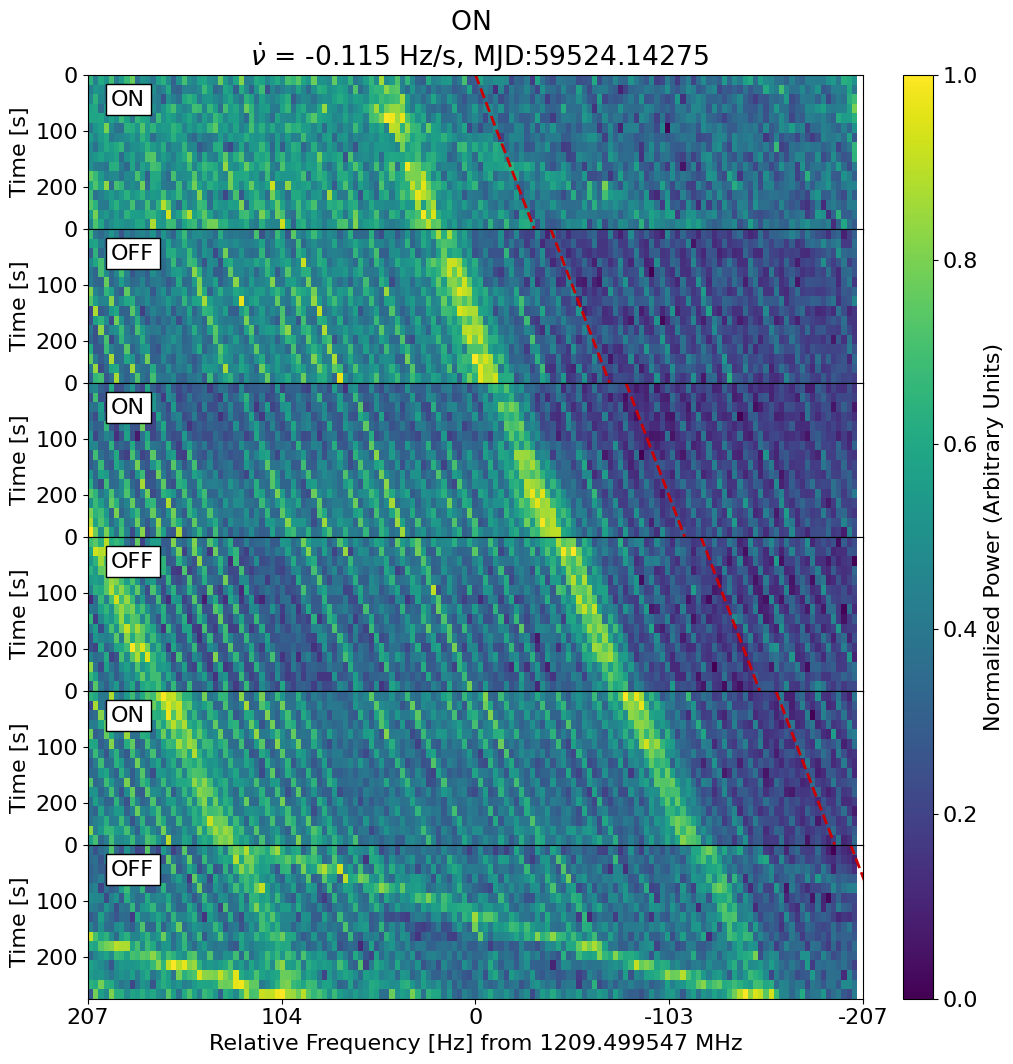 ON
ν̇ = -0.115 Hz/s, MJD:59524.14275
0
ON
100
Time [s]
200
0
OFF
100
Time [s]
200
0
ON
100
Time [s]
200
0
OFF
100
Time [s]
200
0
ON
100
Time [s]
200
0
OFF
100
Time [s]
200
207 104 0 -103 -207
Relative Frequency [Hz] from 1209.499547 MHz
1.0
0.8
0.6
0.4
0.2
0.0
Normalized Power (Arbitrary Units)